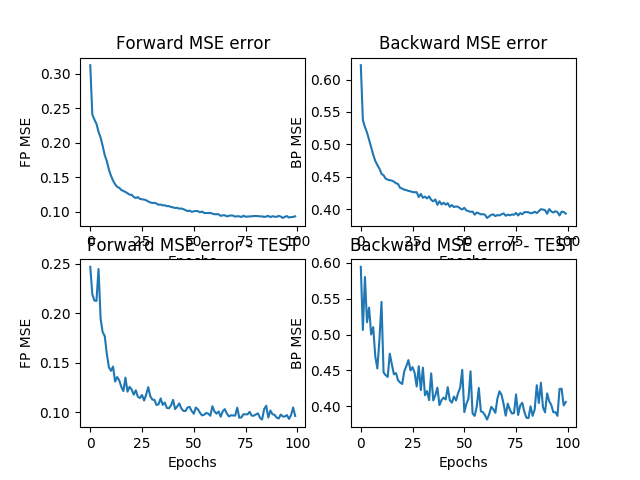 Forward MSE error
Backward MSE error
FP MSE
0.30
0.25
0.20
0.15
0.10
0 25 50 75 100
Epochs
BP MSE
0.60
0.55
0.50
0.45
0.40
0 25 50 75 100
Epochs
Forward MSE error - TEST
Backward MSE error - TEST
FP MSE
0.25
0.20
0.15
0.10
0 25 50 75 100
Epochs
BP MSE
0.60
0.55
0.50
0.45
0.40
0 25 50 75 100
Epochs